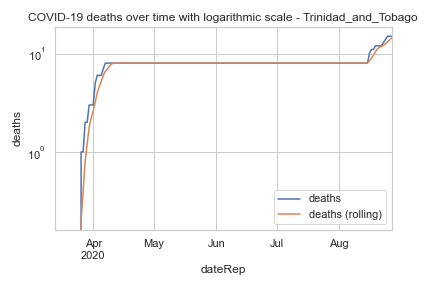 COVID-19 deaths over time with logarithmic scale - Trinidad_and_Tobago
deaths
10¹
10⁰
Apr
2020
May
Jun
Jul
Aug
dateRep
deaths
deaths (rolling)